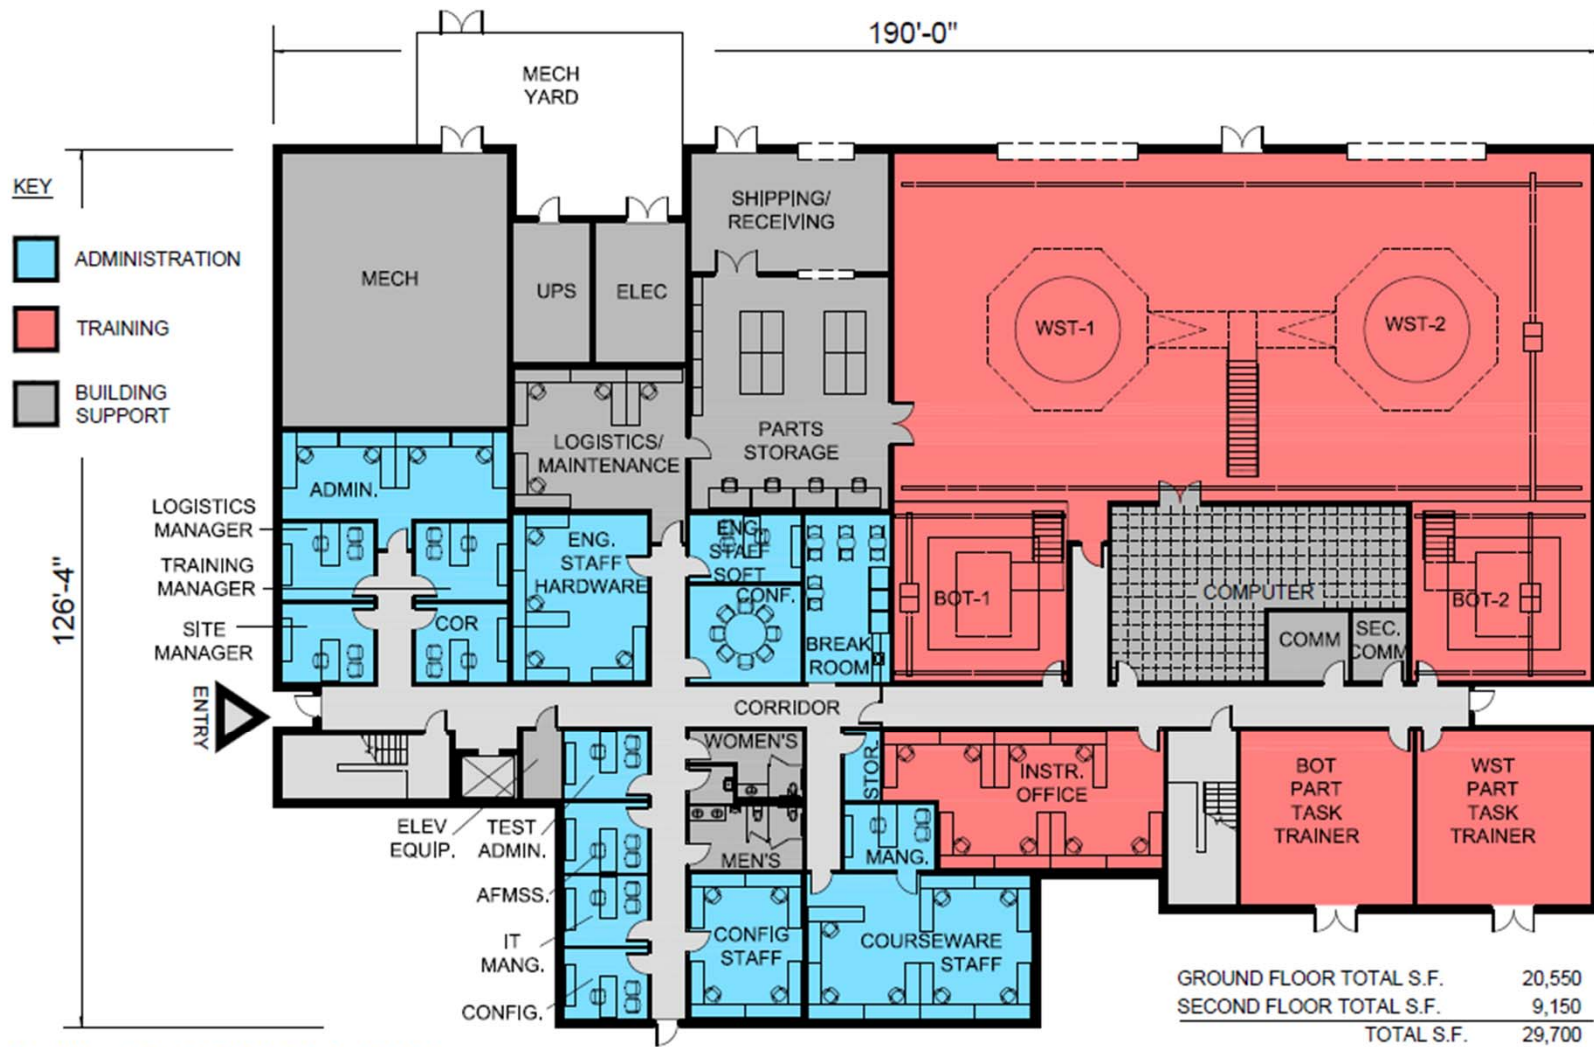 190'-0"
MECH
YARD
KEY
ADMINISTRATION
TRAINING
BUILDING
SUPPORT
126'-4"
MECH
UPS
ELEC
SHIPPING/
RECEIVING
WST-1
WST-2
LOGISTICS/
MAINTENANCE
PARTS
STORAGE
ADMIN.
LOGISTICS
MANAGER
TRAINING
MANAGER
SITE
MANAGER
COR
ENG.
STAFF
HARDWARE
ENG.
STAFF
SOFT
CONF.
BREAK
ROOM
BOT-1
COMPUTER
COMM
SEC.
COMM
BOT-2
ENTRY
CORRIDOR
WOMEN'S
MEN'S
STOR.
INSTR.
OFFICE
MANG.
BOT
PART
TASK
TRAINER
WST
PART
TASK
TRAINER
ELEV
EQUIP.
TEST
ADMIN.
AFMSS.
IT
MANG.
CONFIG.
CONFIG
STAFF
COURSEWARE
STAFF
GROUND FLOOR TOTAL S.F. 20,550
SECOND FLOOR TOTAL S.F. 9,150
TOTAL S.F. 29,700